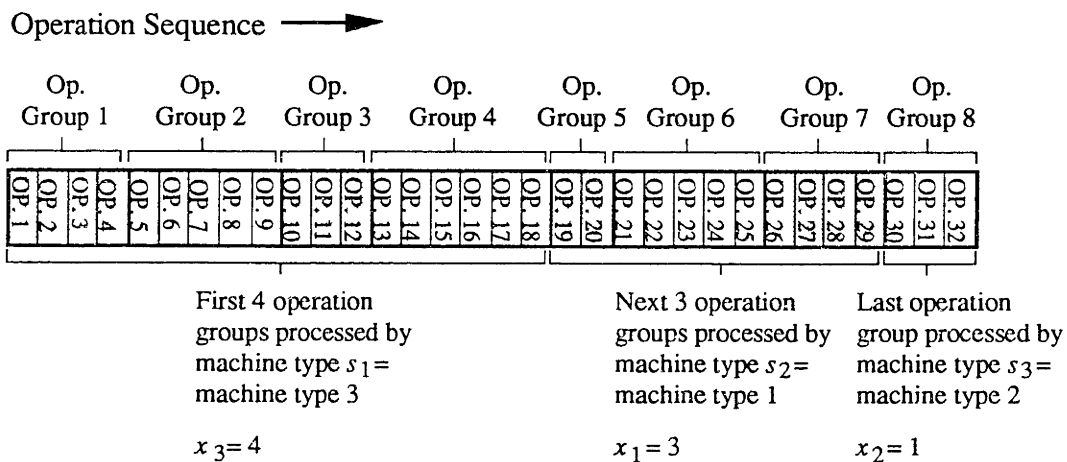 Operation Sequence
Op. Group 1
Op. Group 2
Op. Group 3
Op. Group 4
Op. Group 5
Op. Group 6
Op. Group 7
Op. Group 8
OP. 1
OP. 2
OP. 3
OP. 4
OP. 5
OP. 6
OP. 7
OP. 8
OP. 9
OP. 10
OP. 11
OP. 12
OP. 13
OP. 14
OP. 15
OP. 16
OP. 17
OP. 18
OP. 19
OP. 20
OP. 21
OP. 22
OP. 23
OP. 24
OP. 25
OP. 26
OP. 27
OP. 28
OP. 29
OP. 30
OP. 31
OP. 32
First 4 operation
groups processed by
machine type s1=
machine type 3
x3= 4
Next 3 operation
groups processed by
machine type s2=
machine type 1
x1= 3
Last operation
group processed by
machine type s3=
machine type 2
x2= 1